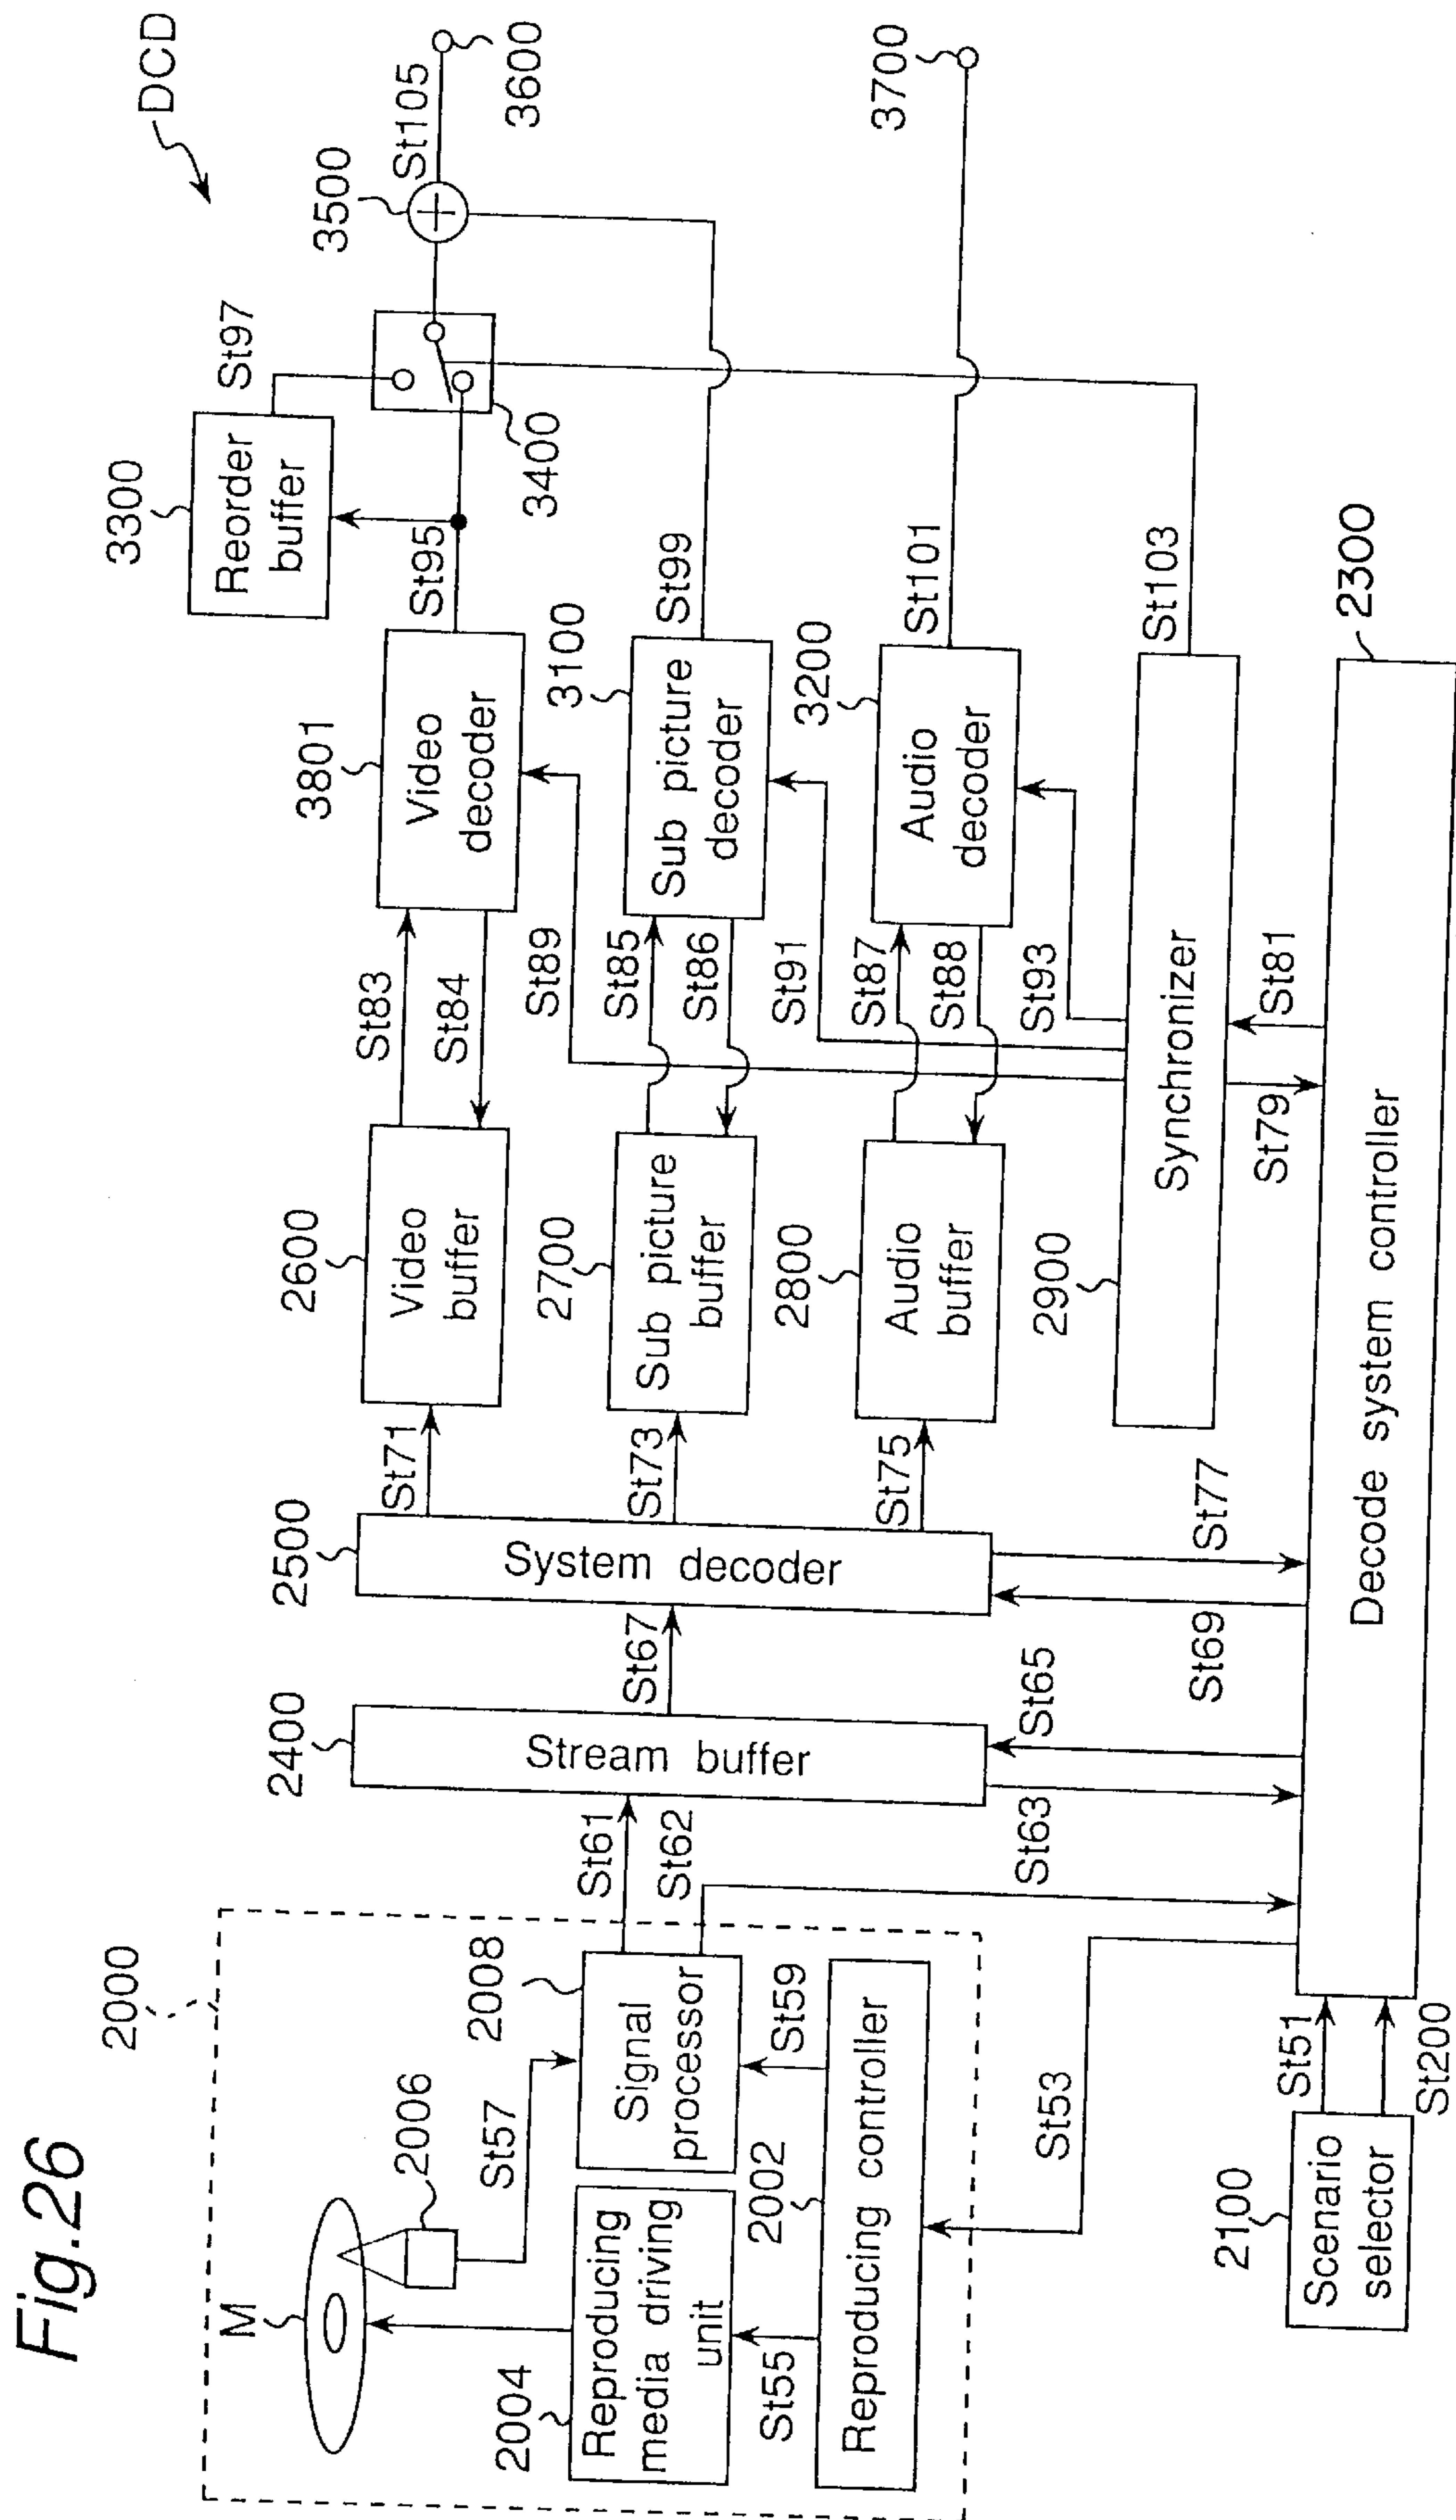 Fig.26
DCD
2000
M
2006
2004
Reproducing
media driving
unit
St57
2008
Signal
processor
St55
2002
St59
Reproducing controller
St53
St61
St62
2400
Stream buffer
St63
St65
St67
2500
System decoder
St69
St77
St71
St73
St75
2600
Video
buffer
2700
Sub picture
buffer
2800
Audio
buffer
2900
Synchronizer
St79
St81
St83
St84
St89
St85
St86
St91
St87
St88
St93
3801
Video
decoder
3100
Sub picture
decoder
3200
Audio
decoder
St95
St99
St101
St103
3300
Reorder
buffer
St97
3400
3500
St105
3600
3700
2100
Scenario
selector
St51
St200
Decode system controller
2300